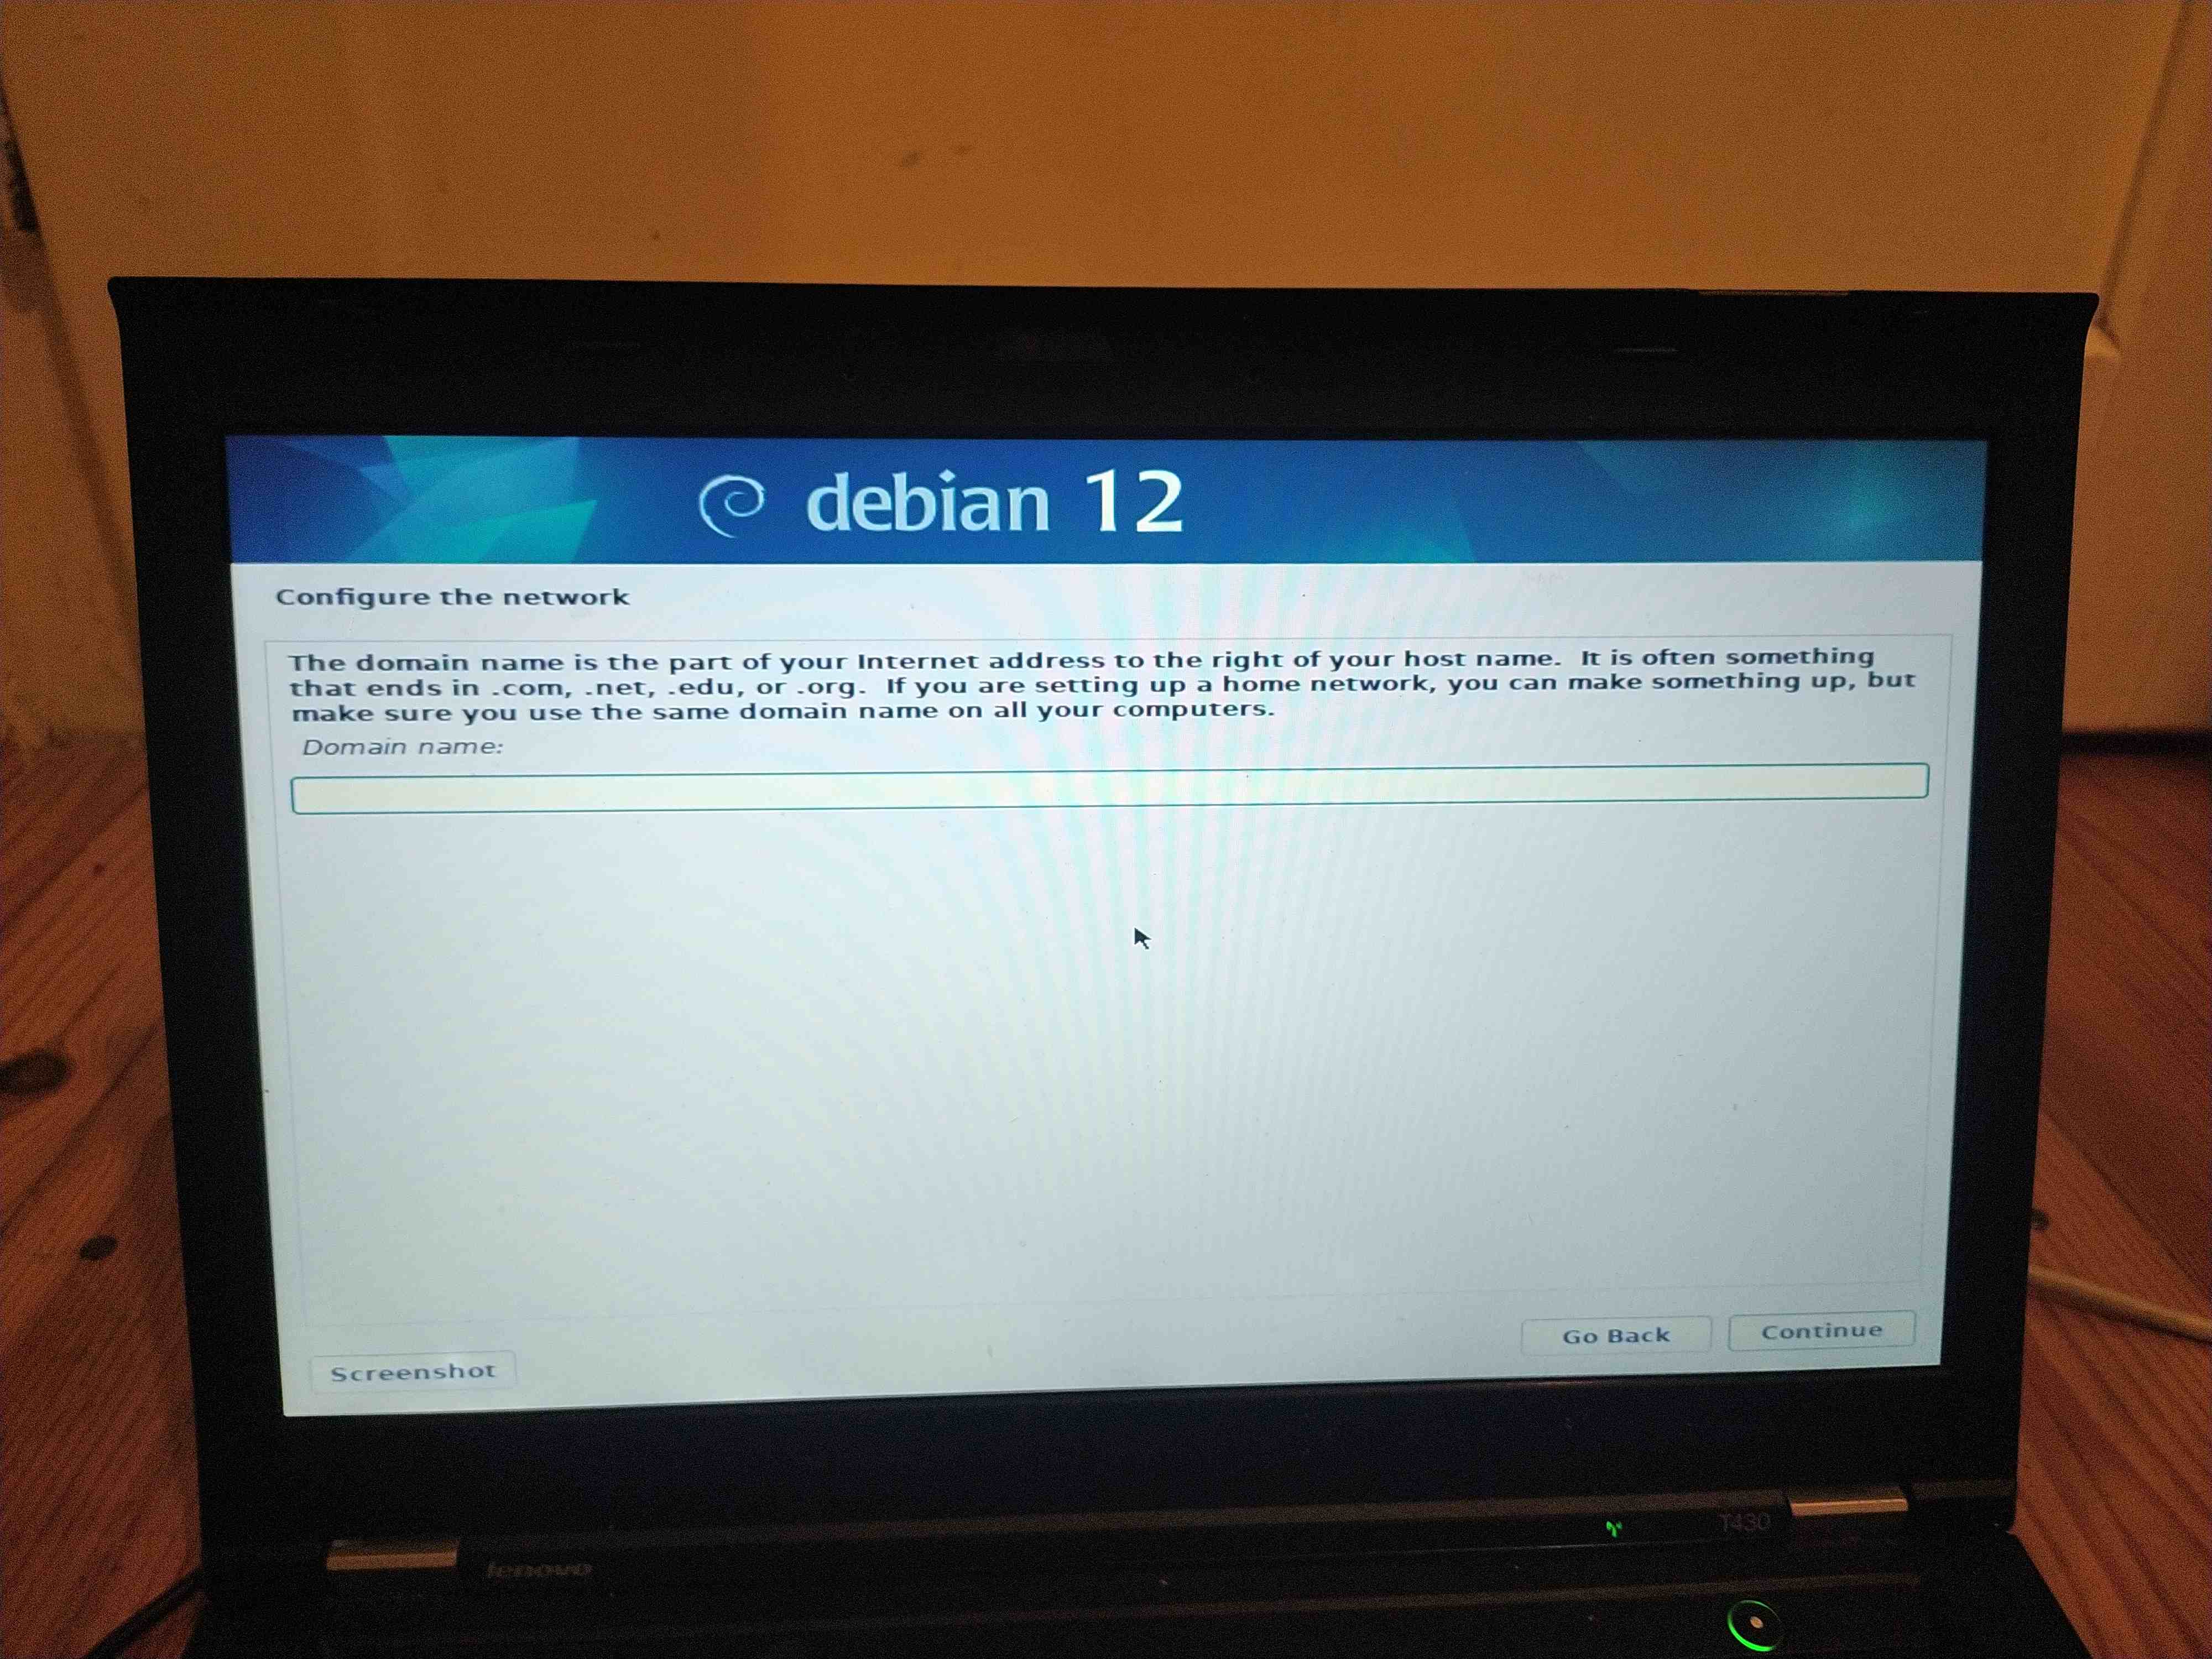 debian 12
Configure the network
The domain name is the part of your Internet address to the right of your host name.  It is often something
that ends in .com, .net, .edu, or .org.  If you are setting up a home network, you can make something up, but
make sure you use the same domain name on all your computers.
Domain name:
Go Back
Continue
Screenshot
T430
lenovo